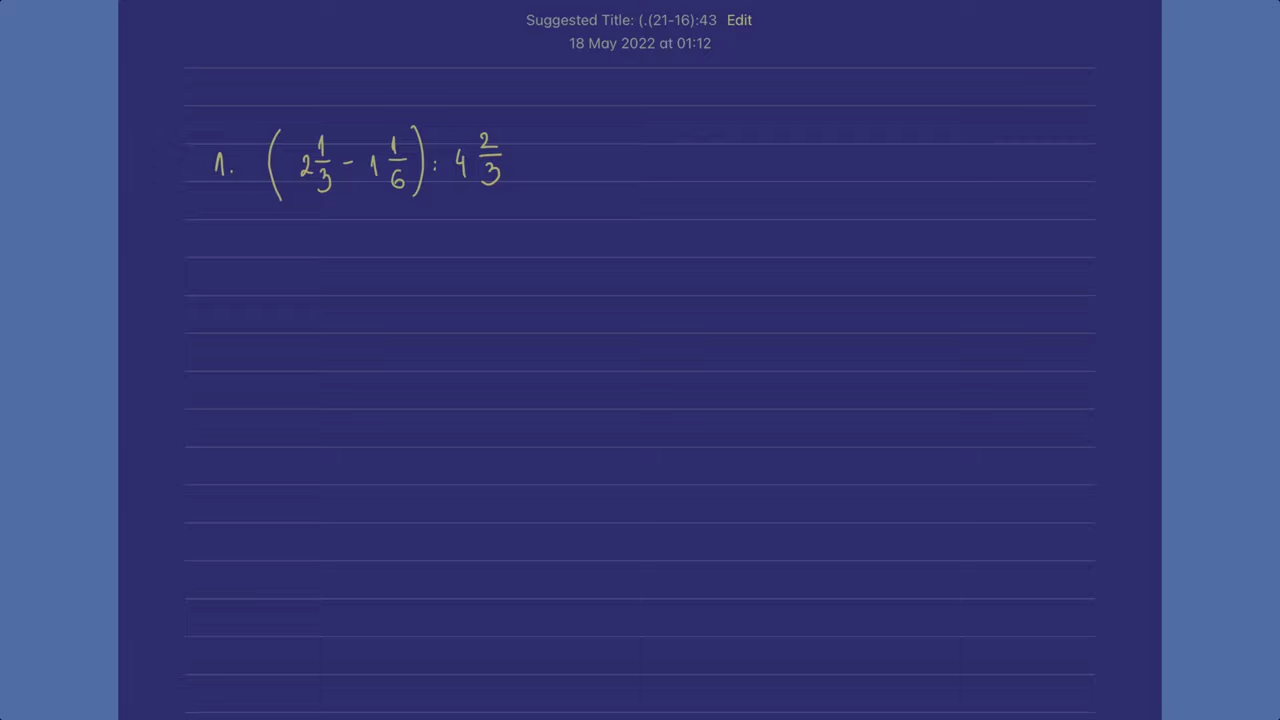 Suggested Title: (.(21-16):43 Edit
18 May 2022 at 01:12
1. (2 1/3 - 1 1/6) : 4 2/3